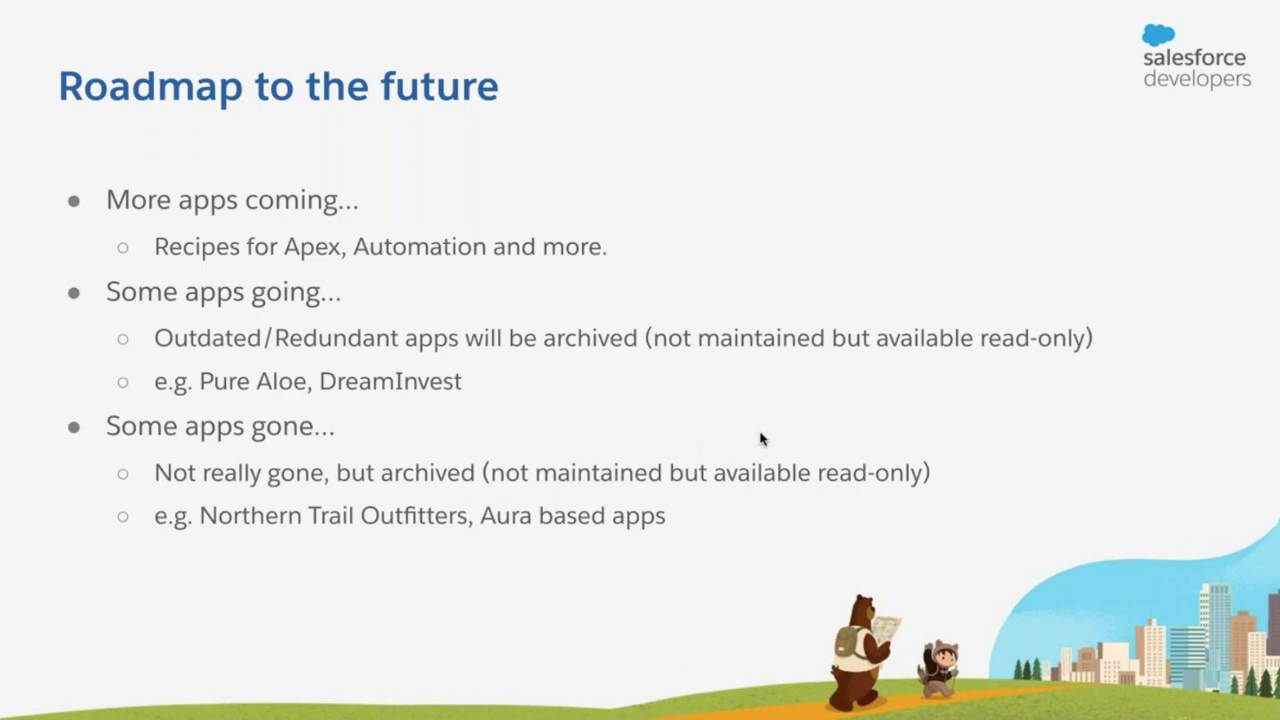 salesforce
developers
Roadmap to the future
● More apps coming...
○ Recipes for Apex, Automation and more.
● Some apps going...
○ Outdated/Redundant apps will be archived (not maintained but available read-only)
○ e.g. Pure Aloe, DreamInvest
● Some apps gone...
○ Not really gone, but archived (not maintained but available read-only)
○ e.g. Northern Trail Outfitters, Aura based apps